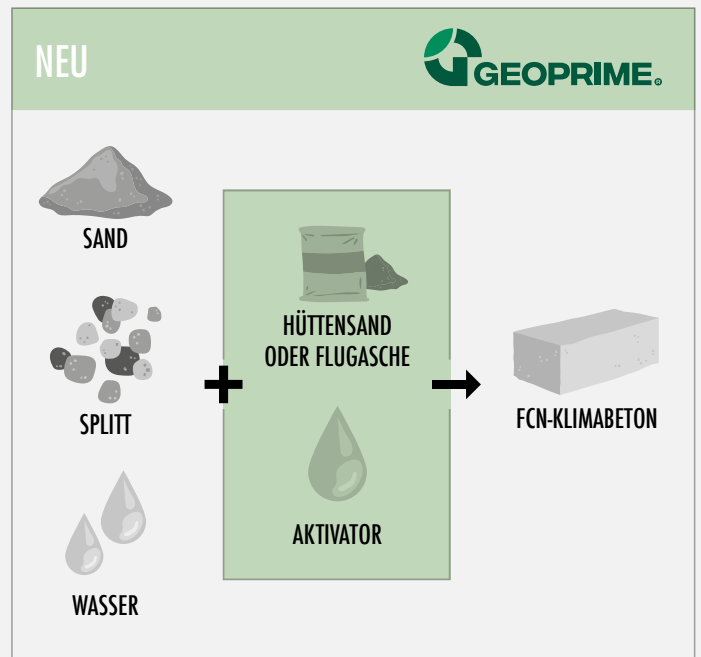 NEU
GEOPRIME®
SAND
SPLITT
WASSER
HÜTTENSAND
ODER FLUGASCHE
AKTIVATOR
FCN-KLIMABETON